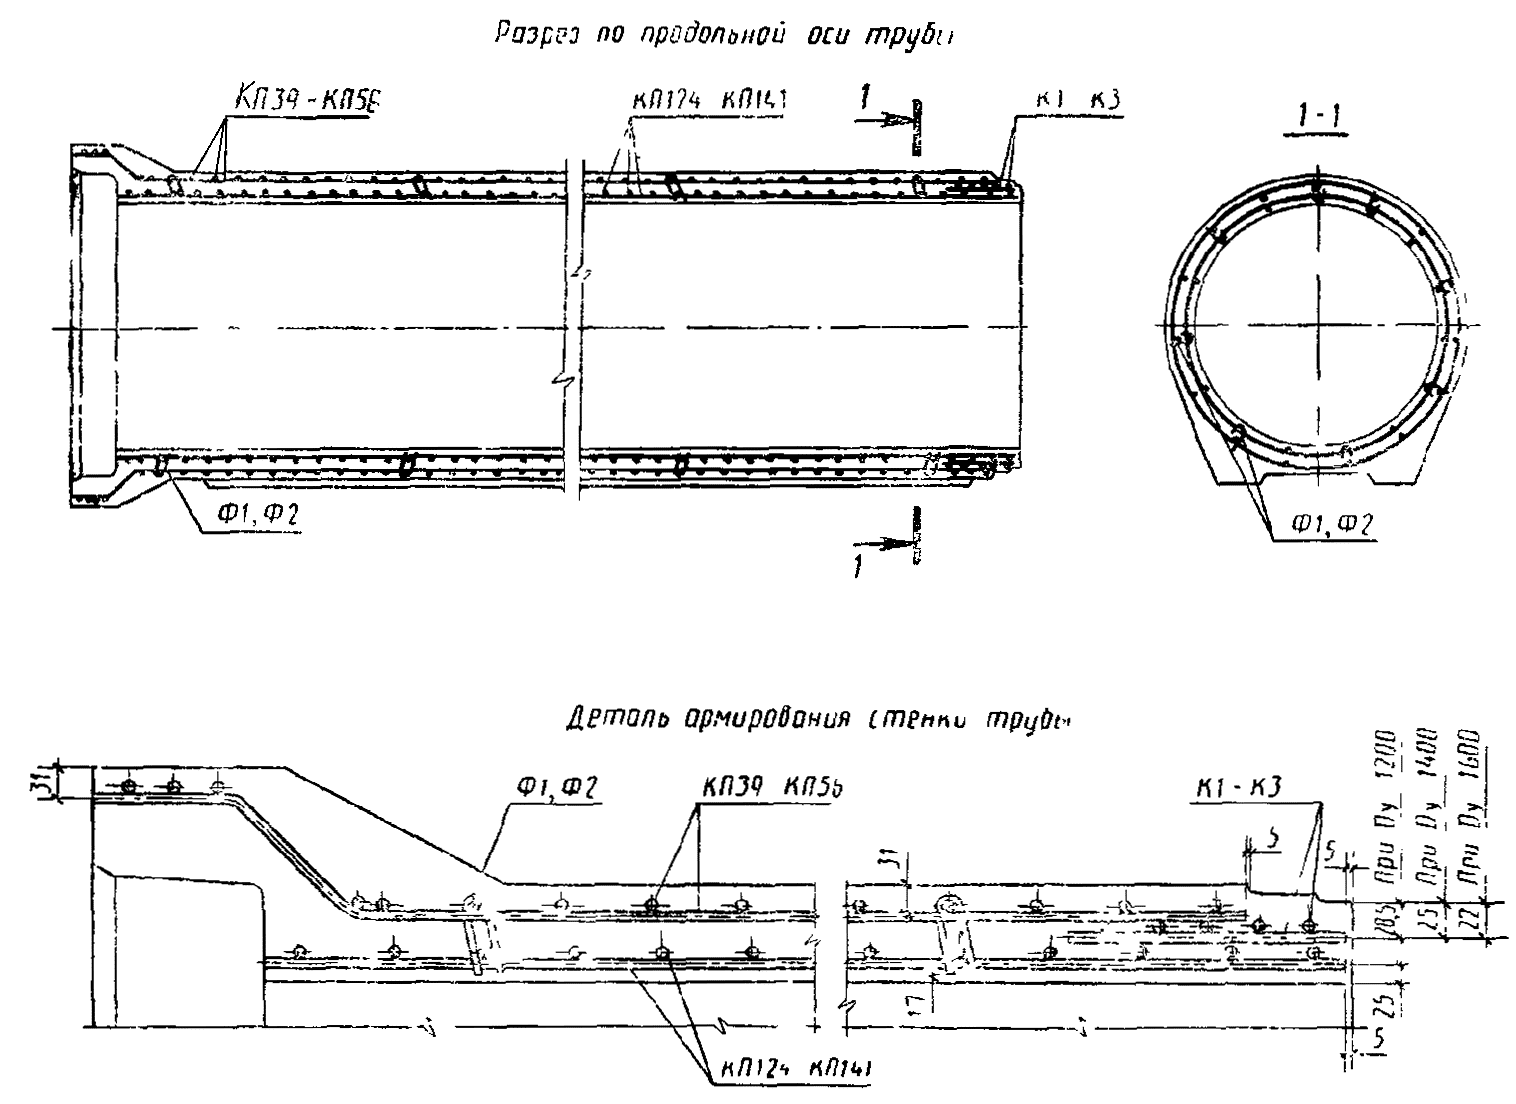 Разрез по продольной оси трубы
КП39-КП56
КП124 КП141
1
К1 К3
1-1
Ф1, Ф2
1
Ф1, Ф2
Деталь армирования стенки трубы
31
Ф1, Ф2
КП39 КП56
К1-К3
31
5
5
При Dу 1200
При Dу 1400
При Dу 1600
28,5
25
22
17
25
5
КП124 КП141